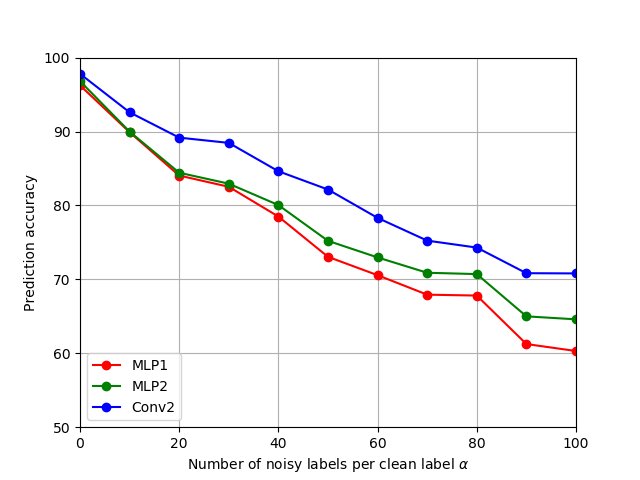 100
90
80
70
60
50
Prediction accuracy
MLP1
MLP2
Conv2
0 20 40 60 80 100
Number of noisy labels per clean label α